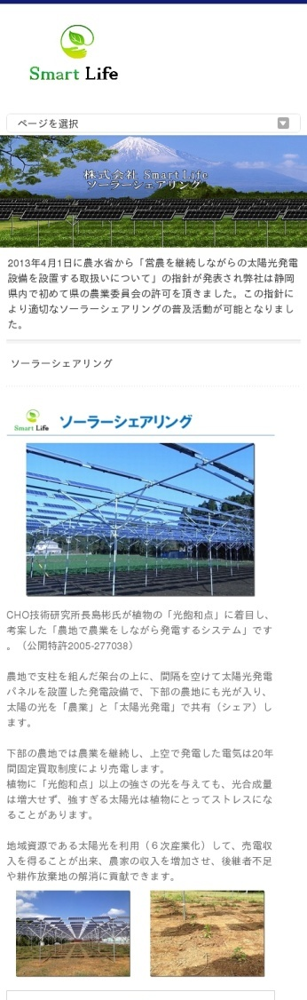 Smart Life
ページを選択
株式会社 Smart Life
ソーラーシェアリング
2013年4月1日に農水省から「営農を継続しながらの太陽光発電
設備を設置する取扱いについて」の指針が発表され弊社は静岡
県内で初めて県の農業委員会の許可を頂きました。この指針に
より適切なソーラーシェアリングの普及活動が可能となりまし
た。
ソーラーシェアリング
Smart Life
ソーラーシェアリング
CHO技術研究所長島彬氏が植物の「光飽和点」に着目し、
考案した「農地で農業をしながら発電するシステム」です
。（公開特許2005-277038）
農地で支柱を組んだ架台の上に、間隔を空けて太陽光発電
パネルを設置した発電設備で、下部の農地にも光が入り、
太陽の光を「農業」と「太陽光発電」で共有（シェア）し
ます。
下部の農地では農業を継続し、上空で発電した電気は20年
間固定買取制度により売電します。
植物に「光飽和点」以上の強さの光を与えても、光合成量
は増大せず、強すぎる太陽光は植物にとってストレスにな
ることがあります。
地域資源である太陽光を利用（６次産業化）して、売電収
入を得ることが出来、農家の収入を増加させ、後継者不足
や耕作放棄地の解消に貢献できます。